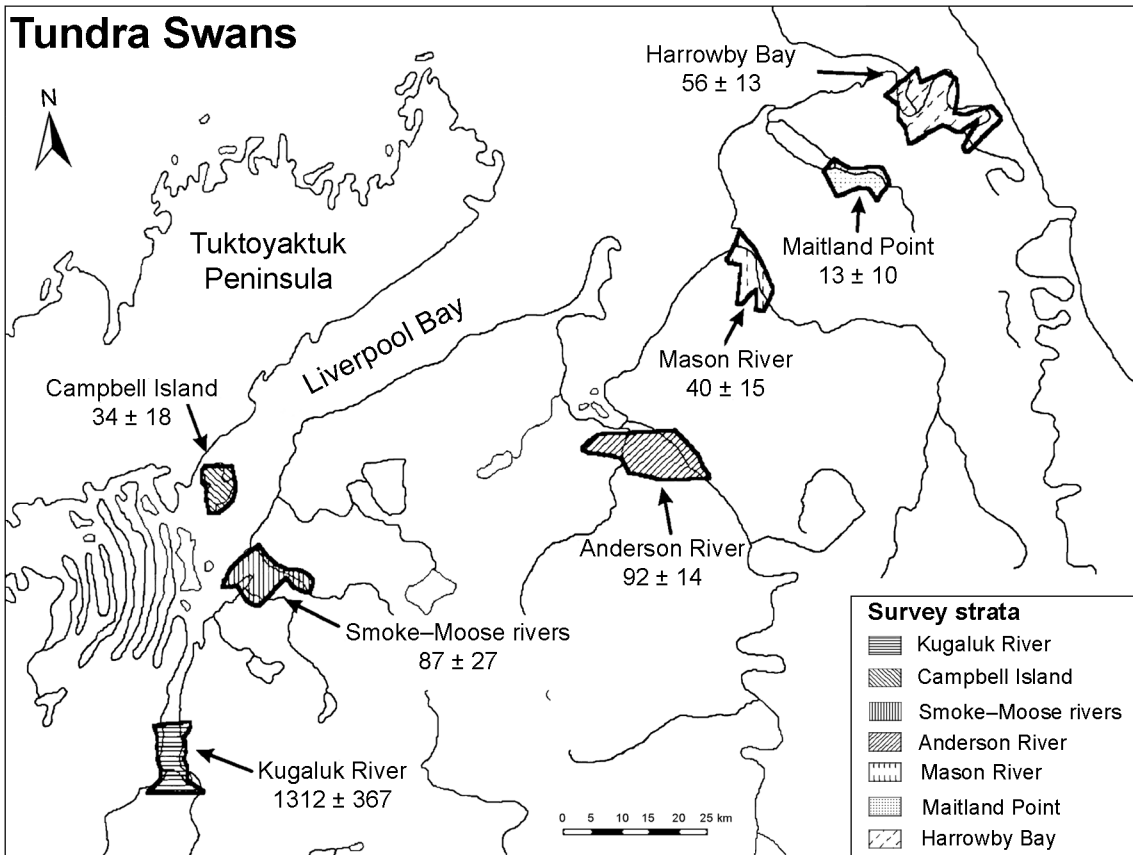 Tundra Swans
N
Harrowby Bay
56 ± 13
Tuktoyaktuk
Peninsula
Maitland Point
13 ± 10
Liverpool Bay
Mason River
40 ± 15
Campbell Island
34 ± 18
Anderson River
92 ± 14
Smoke–Moose rivers
87 ± 27
Kugaluk River
1312 ± 367
0 5 10 15 20 25 km
Survey strata
Kugaluk River
Campbell Island
Smoke–Moose rivers
Anderson River
Mason River
Maitland Point
Harrowby Bay